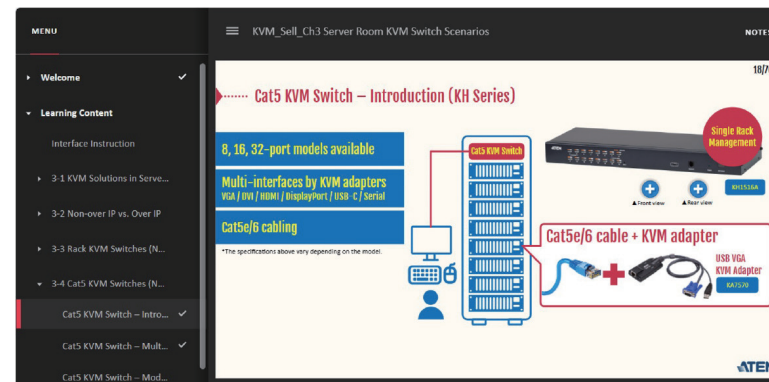 MENU
KVM_Sell_Ch3 Server Room KVM Switch Scenarios
NOTES
Welcome
Learning Content
Interface Instruction
3-1 KVM Solutions in Serve...
3-2 Non-over IP vs. Over IP
3-3 Rack KVM Switches (N...
3-4 Cat5 KVM Switches (N...
Cat5 KVM Switch – Intro...
Cat5 KVM Switch – Mult...
Cat5 KVM Switch – Mod...
18/7
Cat5 KVM Switch – Introduction (KH Series)
8, 16, 32-port models available
Multi-interfaces by KVM adapters
VGA / DVI / HDMI / DisplayPort / USB-C / Serial
Cat5e/6 cabling
*The specifications above vary depending on the model.
Cat5 KVM Switch
Single Rack
Management
▲Front view
▲Rear view
KH1516A
Cat5e/6 cable + KVM adapter
USB VGA
KVM Adapter
KA7570
ATEN